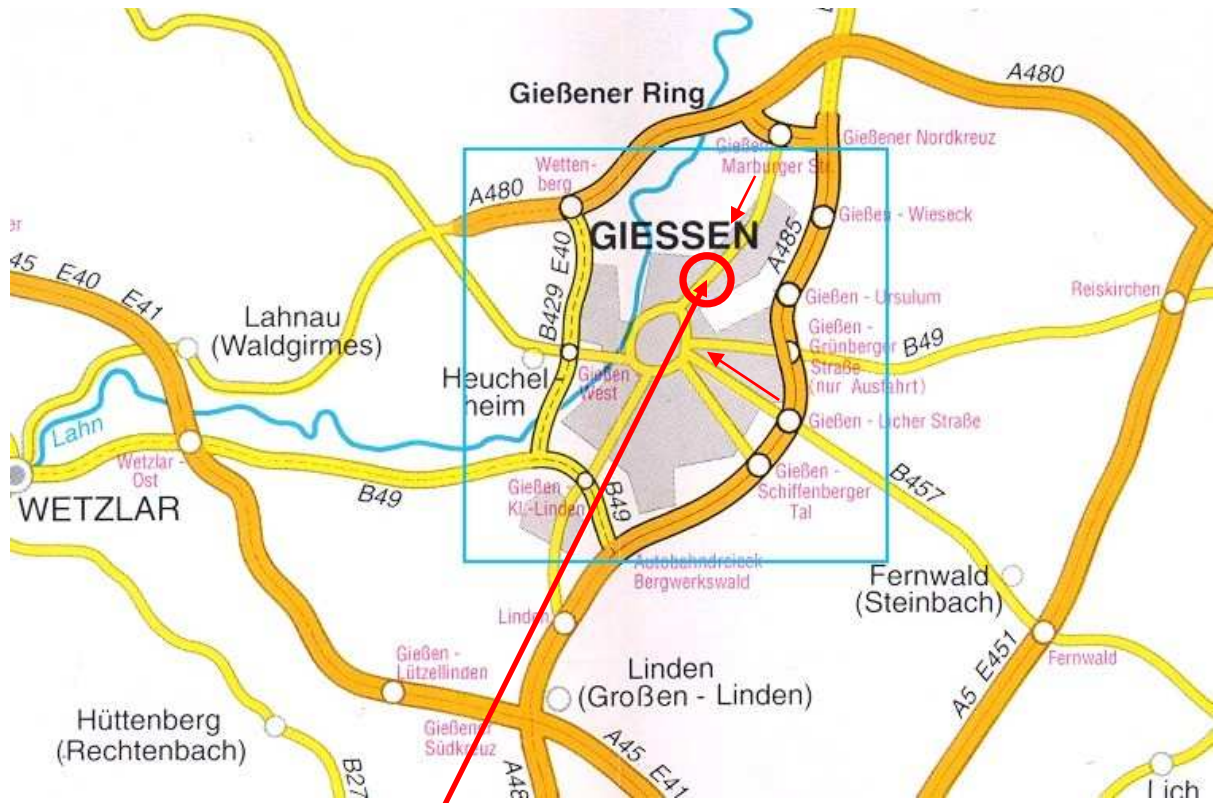 A480
Gießener Ring
Gießener Nordkreuz
Gießen -
Marburger Str.
Wetten-
berg
A480
GIESSEN
Gießen - Wieseck
A485
45 E40
E41
er
Lahnau
(Waldgirmes)
B429 E40
Gießen - Ursulum
Reiskirchen
Gießen -
Grünberger
Straße
(nur Ausfahrt)
B49
Heuchel-
heim
Gießen
West
Gießen - Licher Straße
Lahn
Wetzlar -
Ost
WETZLAR
B49
Gießen -
Kl.-Linden
B49
Gießen -
Schiffenberger
Tal
B457
Autobahndreieck
Bergwerkswald
Fernwald
(Steinbach)
Linden
Fernwald
A5 E451
Gießen -
Lützellinden
Linden
(Großen - Linden)
Hüttenberg
(Rechtenbach)
Gießener
Südkreuz
A45 E41
B27
A48
Lich